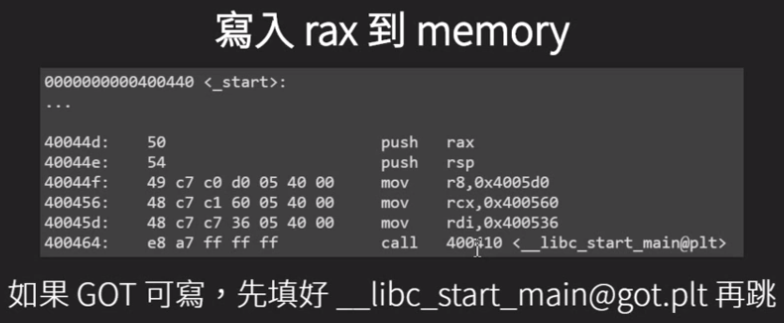 寫入 rax 到 memory
0000000000400440 <_start>:
...
40044d: 50 push rax
40044e: 54 push rsp
40044f: 49 c7 c0 d0 05 40 00 mov r8,0x4005d0
400456: 48 c7 c1 60 05 40 00 mov rcx,0x400560
40045d: 48 c7 c7 36 05 40 00 mov rdi,0x400536
400464: e8 a7 ff ff ff call 400410 <__libc_start_main@plt>
如果 GOT 可寫，先填好 __libc_start_main@got.plt 再跳